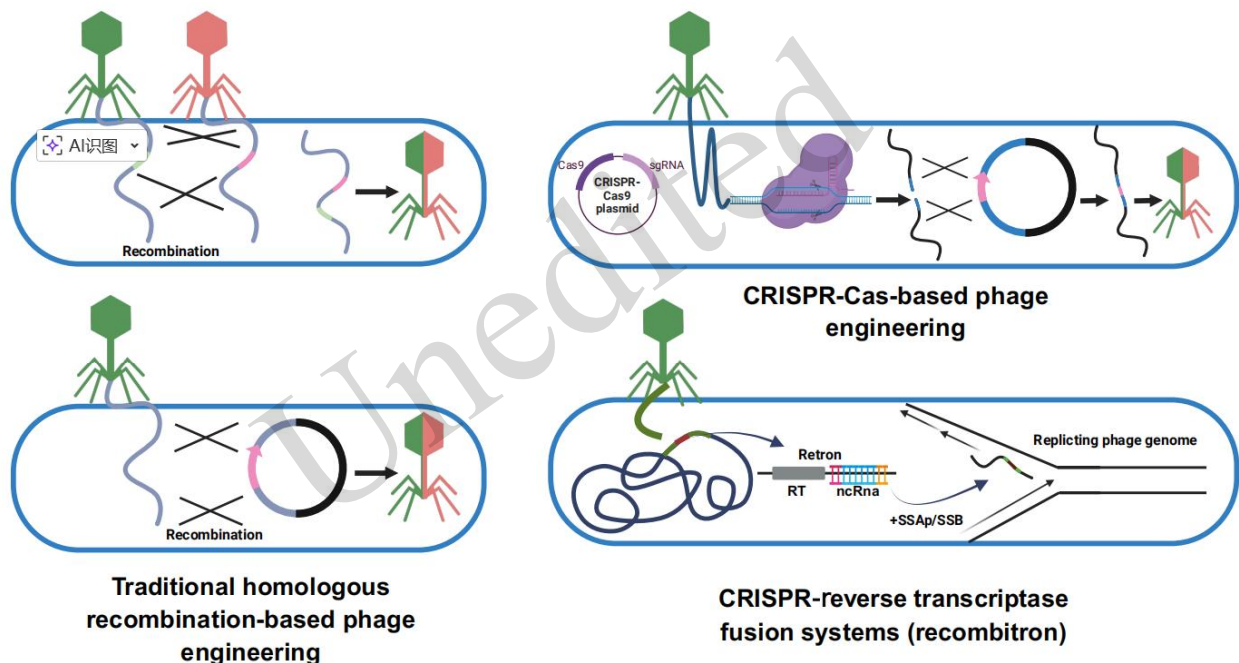 AI识图
Recombination
Cas9
sgRNA
CRISPR-
Cas9
plasmid
CRISPR-Cas-based phage
engineering
Recombination
Traditional homologous
recombination-based phage
engineering
Retron
RT
ncRna
+SSAp/SSB
Replicting phage genome
CRISPR-reverse transcriptase
fusion systems (recombitron)
Unedited